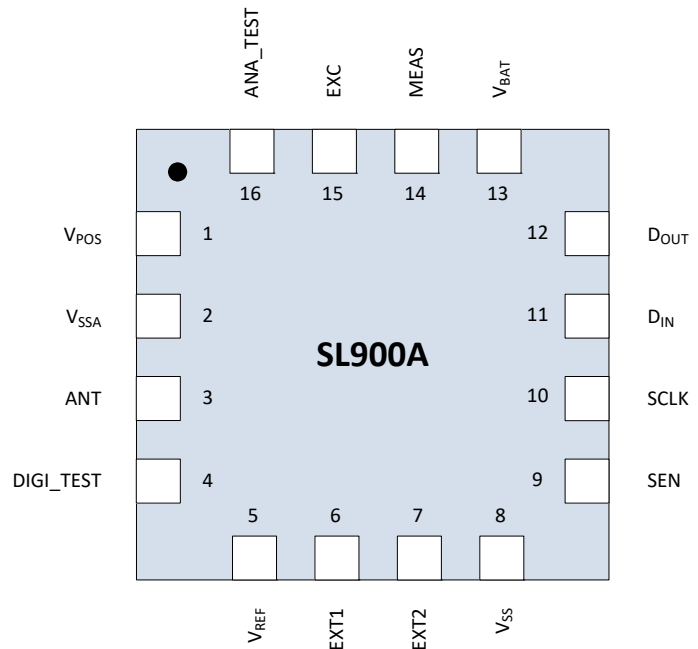 ANA_TEST
EXC
MEAS
VBAT
16
15
14
13
VPOS
1
12
DOUT
VSSA
2
11
DIN
SL900A
ANT
3
10
SCLK
DIGI_TEST
4
9
SEN
5
6
7
8
VREF
EXT1
EXT2
VSS